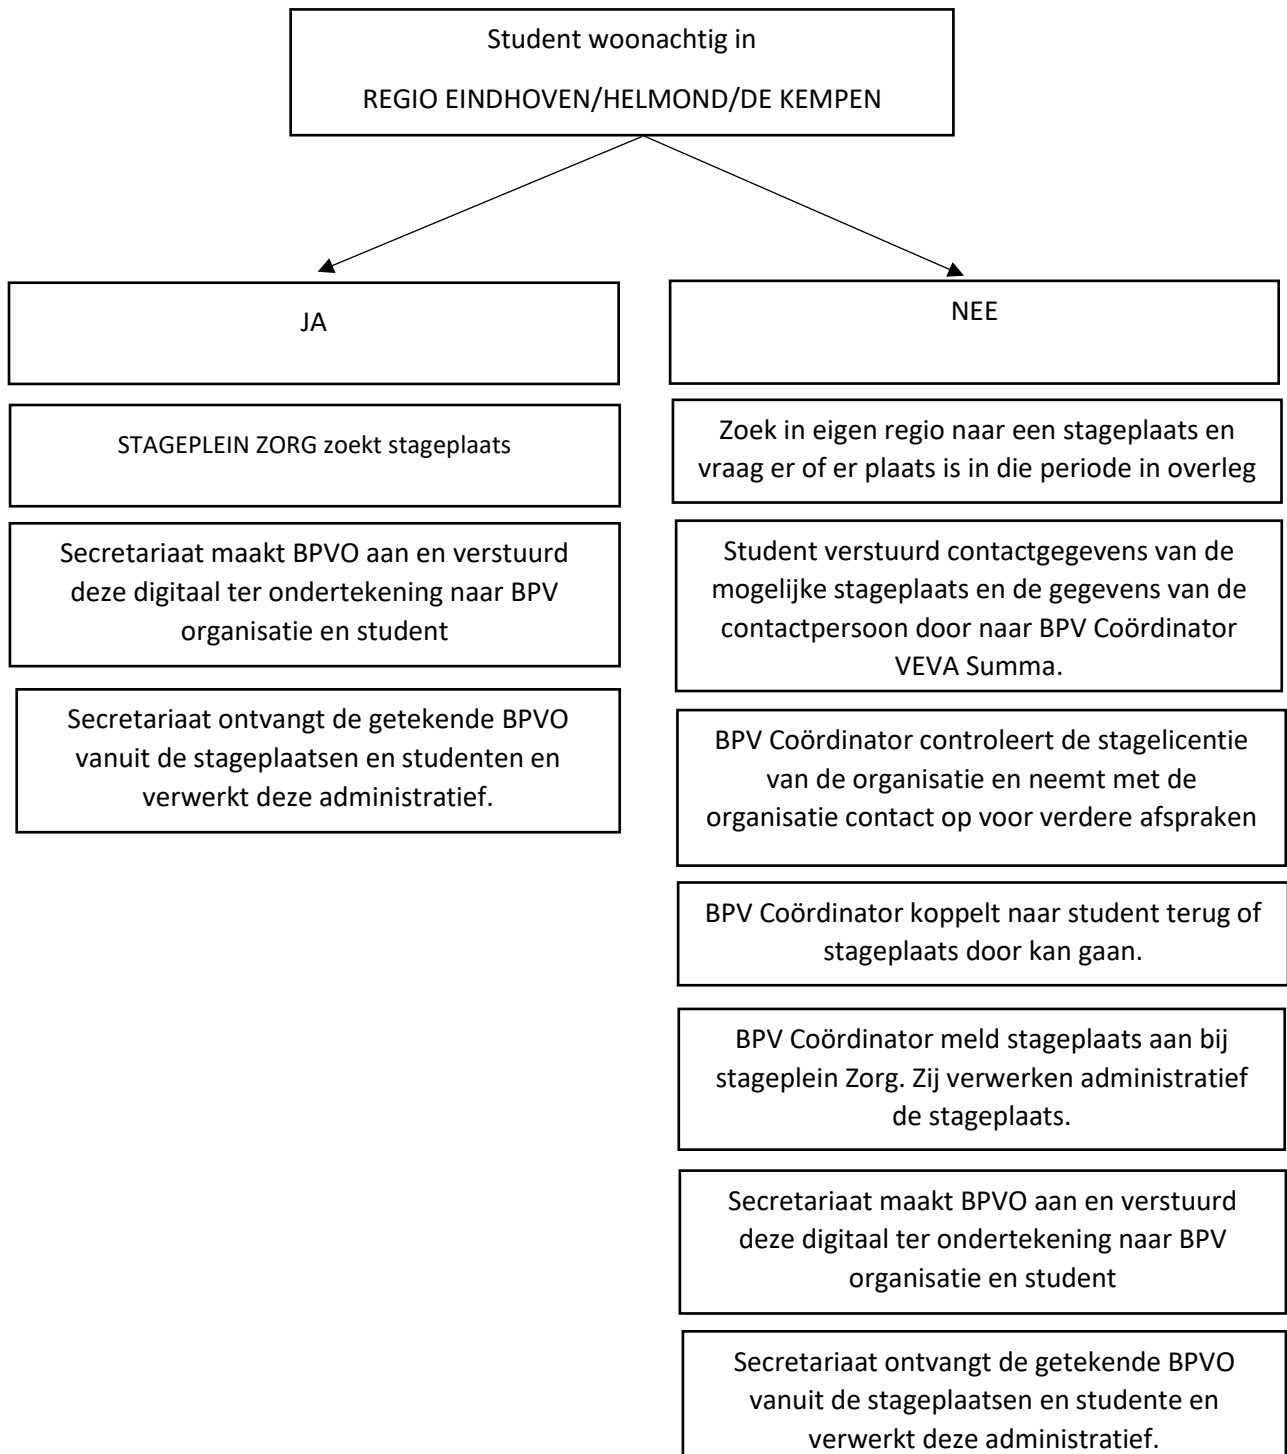 Student woonachtig in
REGIO EINDHOVEN/HELMOND/DE KEMPEN
JA
STAGEPLEIN ZORG zoekt stageplaats
Secretariaat maakt BPVO aan en verstuurd
deze digitaal ter ondertekening naar BPV
organisatie en student
Secretariaat ontvangt de getekende BPVO
vanuit de stageplaatsen en studenten en
verwerkt deze administratief.
NEE
Zoek in eigen regio naar een stageplaats en
vraag er of er plaats is in die periode in overleg
Student verstuurd contactgegevens van de
mogelijke stageplaats en de gegevens van de
contactpersoon door naar BPV Coördinator
VEVA Summa.
BPV Coördinator controleert de stagelicentie
van de organisatie en neemt met de
organisatie contact op voor verdere afspraken
BPV Coördinator koppelt naar student terug of
stageplaats door kan gaan.
BPV Coördinator meld stageplaats aan bij
stageplein Zorg. Zij verwerken administratief
de stageplaats.
Secretariaat maakt BPVO aan en verstuurd
deze digitaal ter ondertekening naar BPV
organisatie en student
Secretariaat ontvangt de getekende BPVO
vanuit de stageplaatsen en studente en
verwerkt deze administratief.